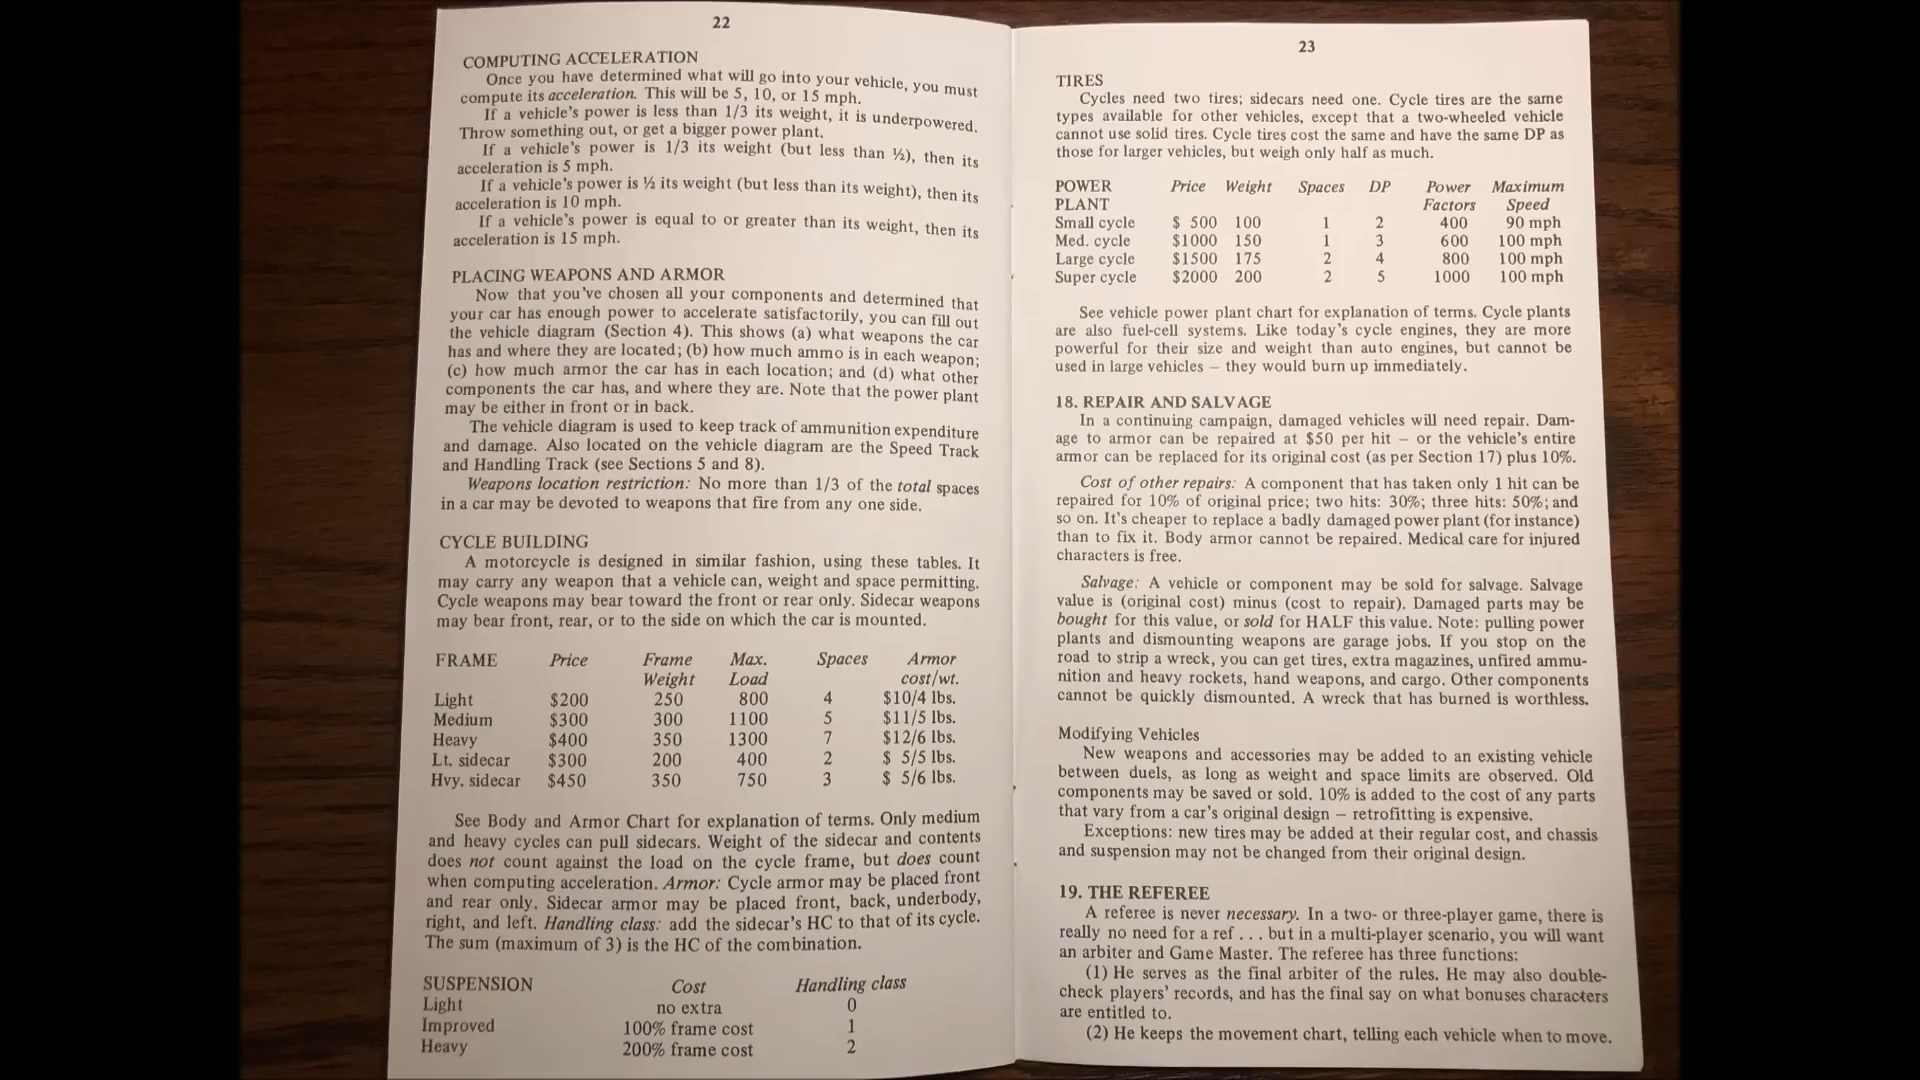 22
COMPUTING ACCELERATION
Once you have determined what will go into your vehicle, you must
compute its acceleration. This will be 5, 10, or 15 mph.
If a vehicle's power is less than 1/3 its weight, it is underpowered.
Throw something out, or get a bigger power plant.
If a vehicle's power is 1/3 its weight (but less than ½), then its
acceleration is 5 mph.
If a vehicle's power is ½ its weight (but less than its weight), then its
acceleration is 10 mph.
If a vehicle's power is equal to or greater than its weight, then its
acceleration is 15 mph.
PLACING WEAPONS AND ARMOR
Now that you've chosen all your components and determined that
your car has enough power to accelerate satisfactorily, you can fill out
the vehicle diagram (Section 4). This shows (a) what weapons the car
has and where they are located; (b) how much ammo is in each weapon;
(c) how much armor the car has in each location; and (d) what other
components the car has, and where they are. Note that the power plant
may be either in front or in back.
The vehicle diagram is used to keep track of ammunition expenditure
and damage. Also located on the vehicle diagram are the Speed Track
and Handling Track (see Sections 5 and 8).
Weapons location restriction: No more than 1/3 of the total spaces
in a car may be devoted to weapons that fire from any one side.
CYCLE BUILDING
A motorcycle is designed in similar fashion, using these tables. It
may carry any weapon that a vehicle can, weight and space permitting.
Cycle weapons may bear toward the front or rear only. Sidecar weapons
may bear front, rear, or to the side on which the car is mounted.
FRAME Price Frame Max. Spaces Armor
Weight Load cost/wt.
Light $200 250 800 4 $10/4 lbs.
Medium $300 300 1100 5 $11/5 lbs.
Heavy $400 350 1300 7 $12/6 lbs.
Lt. sidecar $300 200 400 2 $ 5/5 lbs.
Hvy. sidecar $450 350 750 3 $ 5/6 lbs.
See Body and Armor Chart for explanation of terms. Only medium
and heavy cycles can pull sidecars. Weight of the sidecar and contents
does not count against the load on the cycle frame, but does count
when computing acceleration. Armor: Cycle armor may be placed front
and rear only. Sidecar armor may be placed front, back, underbody,
right, and left. Handling class: add the sidecar's HC to that of its cycle.
The sum (maximum of 3) is the HC of the combination.
SUSPENSION Cost Handling class
Light no extra 0
Improved 100% frame cost 1
Heavy 200% frame cost 2
23
TIRES
Cycles need two tires; sidecars need one. Cycle tires are the same
types available for other vehicles, except that a two-wheeled vehicle
cannot use solid tires. Cycle tires cost the same and have the same DP as
those for larger vehicles, but weigh only half as much.
POWER Price Weight Spaces DP Power Maximum
PLANT Factors Speed
Small cycle $ 500 100 1 2 400 90 mph
Med. cycle $1000 150 1 3 600 100 mph
Large cycle $1500 175 2 4 800 100 mph
Super cycle $2000 200 2 5 1000 100 mph
See vehicle power plant chart for explanation of terms. Cycle plants
are also fuel-cell systems. Like today's cycle engines, they are more
powerful for their size and weight than auto engines, but cannot be
used in large vehicles – they would burn up immediately.
18. REPAIR AND SALVAGE
In a continuing campaign, damaged vehicles will need repair. Dam-
age to armor can be repaired at $50 per hit – or the vehicle's entire
armor can be replaced for its original cost (as per Section 17) plus 10%.
Cost of other repairs: A component that has taken only 1 hit can be
repaired for 10% of original price; two hits: 30%; three hits: 50%; and
so on. It's cheaper to replace a badly damaged power plant (for instance)
than to fix it. Body armor cannot be repaired. Medical care for injured
characters is free.
Salvage: A vehicle or component may be sold for salvage. Salvage
value is (original cost) minus (cost to repair). Damaged parts may be
bought for this value, or sold for HALF this value. Note: pulling power
plants and dismounting weapons are garage jobs. If you stop on the
road to strip a wreck, you can get tires, extra magazines, unfired ammu-
nition and heavy rockets, hand weapons, and cargo. Other components
cannot be quickly dismounted. A wreck that has burned is worthless.
Modifying Vehicles
New weapons and accessories may be added to an existing vehicle
between duels, as long as weight and space limits are observed. Old
components may be saved or sold. 10% is added to the cost of any parts
that vary from a car's original design – retrofitting is expensive.
Exceptions: new tires may be added at their regular cost, and chassis
and suspension may not be changed from their original design.
19. THE REFEREE
A referee is never necessary. In a two- or three-player game, there is
really no need for a ref . . . but in a multi-player scenario, you will want
an arbiter and Game Master. The referee has three functions:
(1) He serves as the final arbiter of the rules. He may also double-
check players' records, and has the final say on what bonuses characters
are entitled to.
(2) He keeps the movement chart, telling each vehicle when to move.